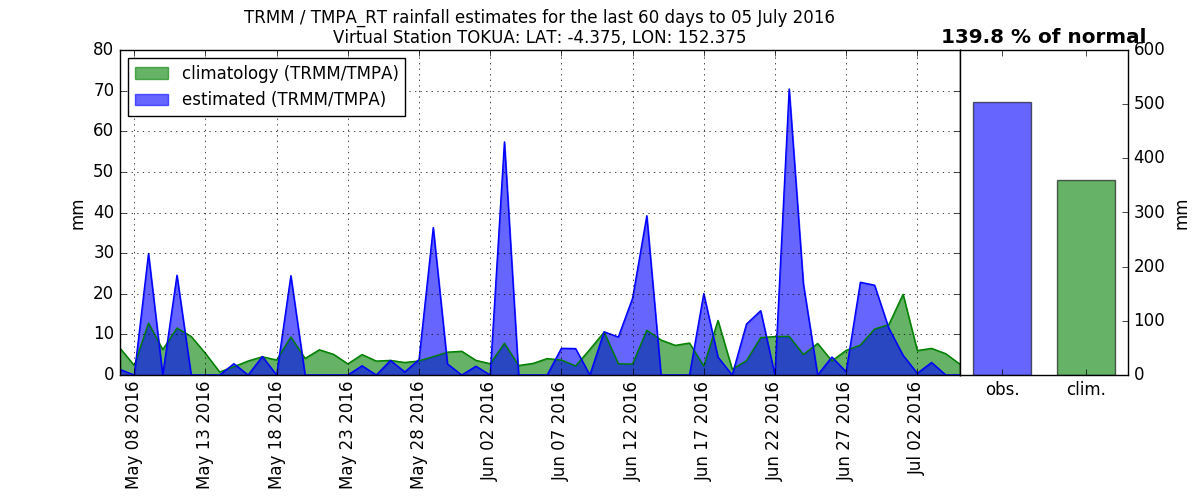 TRMM / TMPA_RT rainfall estimates for the last 60 days to 05 July 2016
Virtual Station TOKUA: LAT: -4.375, LON: 152.375
139.8 % of normal
climatology (TRMM/TMPA)
estimated (TRMM/TMPA)
mm
80
70
60
50
40
30
20
10
0
May 08 2016
May 13 2016
May 18 2016
May 23 2016
May 28 2016
Jun 02 2016
Jun 07 2016
Jun 12 2016
Jun 17 2016
Jun 22 2016
Jun 27 2016
Jul 02 2016
obs.
clim.
600
500
400
300
200
100
0
mm